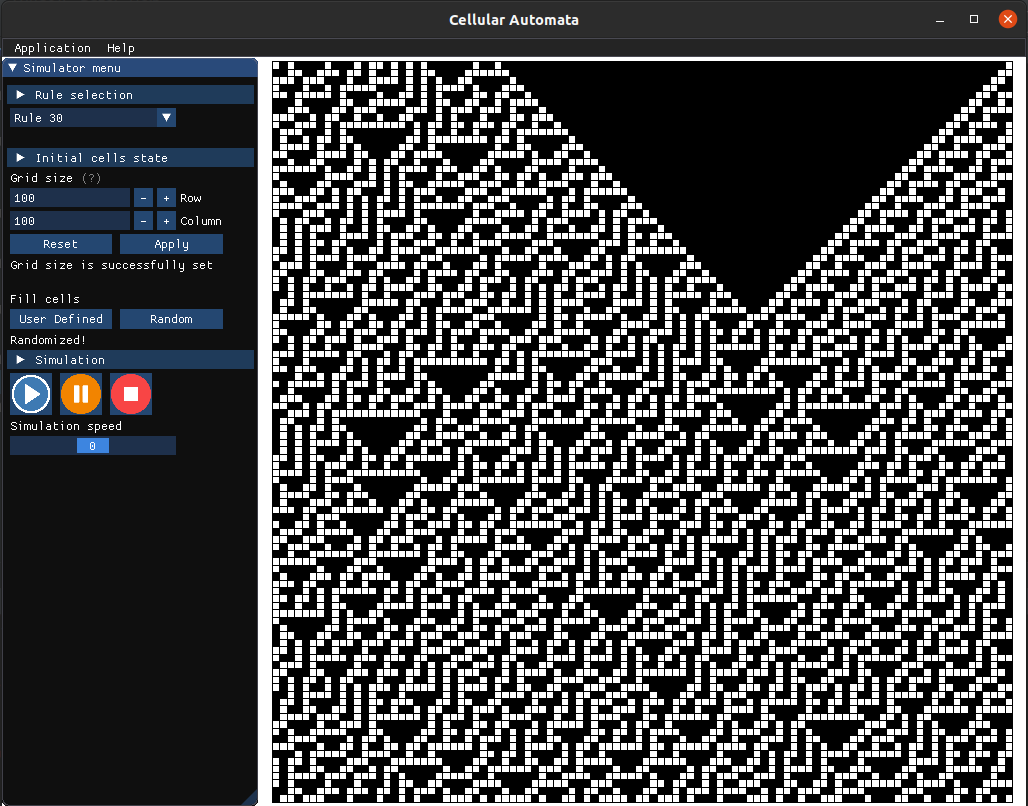 Cellular Automata
Application Help
Simulator menu
Rule selection
Rule 30
Initial cells state
Grid size (?)
100 - + Row
100 - + Column
Reset Apply
Grid size is successfully set
Fill cells
User Defined Random
Randomized!
Simulation
Simulation speed
0